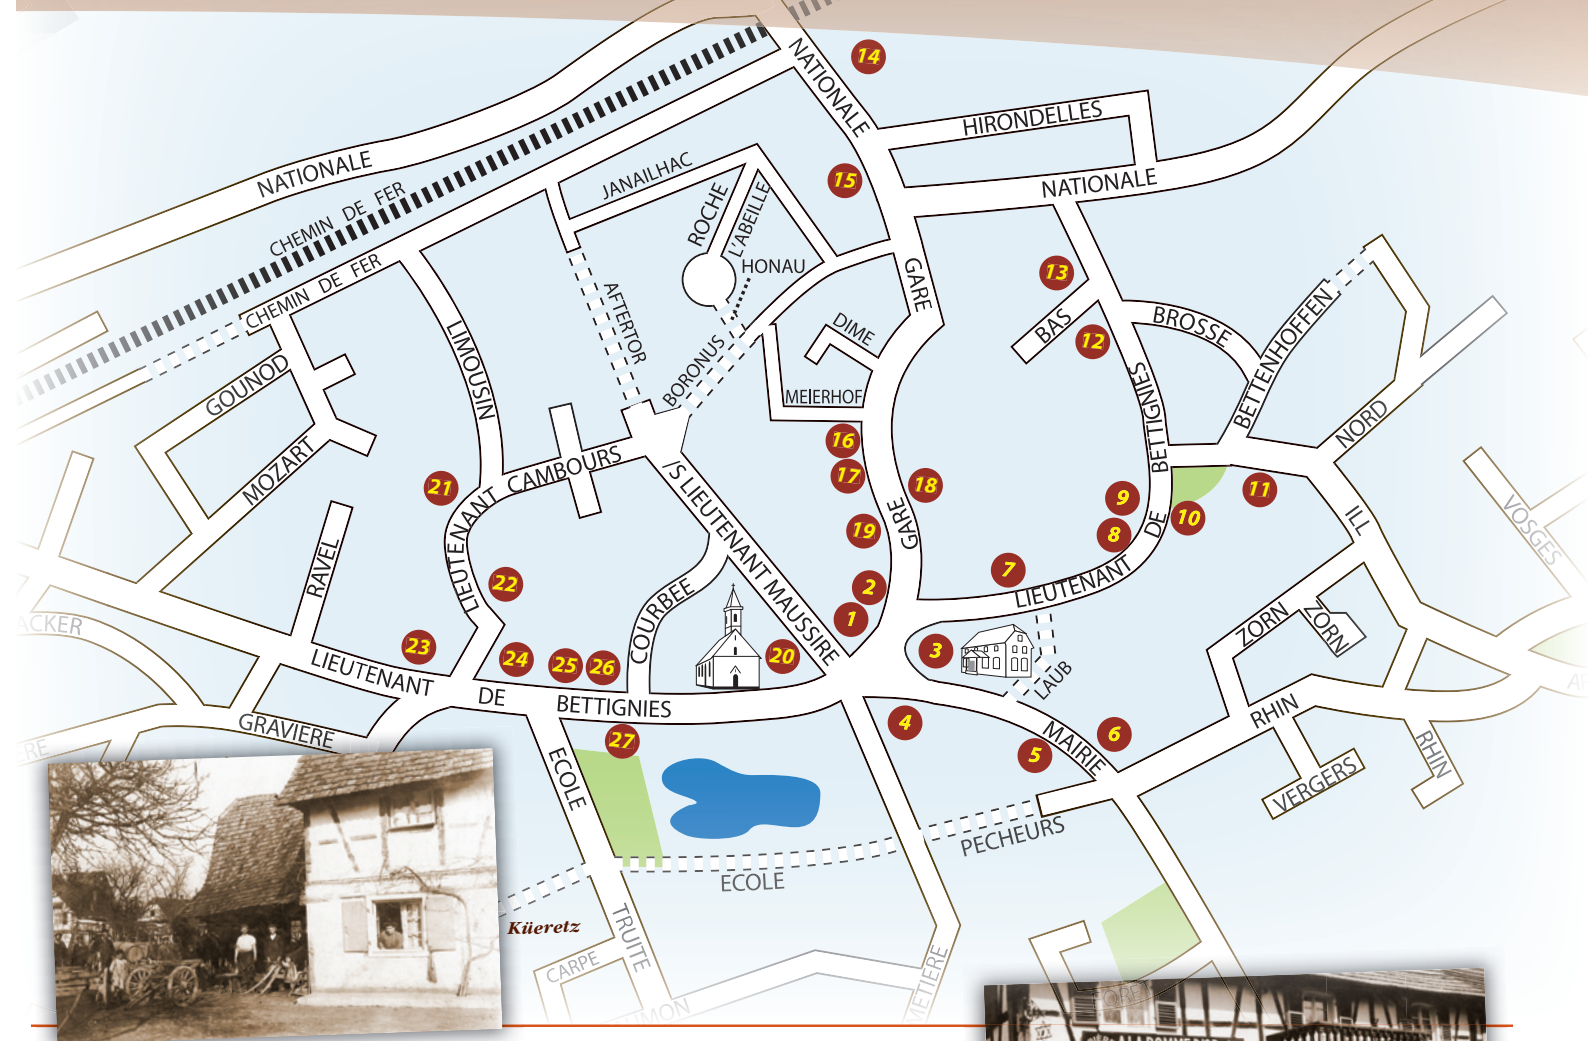 14
NATIONALE
HIRONDELLES
NATIONALE
CHEMIN DE FER
JANAILHAC
15
NATIONALE
ROCHE
L'ABEILLE
HONAU
CHEMIN DE FER
GARE
13
AFTERTOR
BORONUS
DIME
BAS
BROSSE
12
BETTENHOFFEN
LIMOUSIN
GOUNOD
MEIERHOF
BETTIGNIES
NORD
MOZART
16
17
18
21
CAMBOURS
/S LIEUTENANT MAUSSIRE
9
10
11
DE
8
ILL
VOSGES
LIEUTENANT
19
GARE
RAVEL
22
COURBEE
2
7
LIEUTENANT
1
ZORN
ZORN
ACKER
23
24
25
26
20
3
LAUB
LIEUTENANT
DE
BETTIGNIES
4
MAIRIE
6
5
RHIN
GRAVIERE
27
ECOLE
VERGERS
RHIN
PECHEURS
ECOLE
Küeretz
TRUITE
CARPE